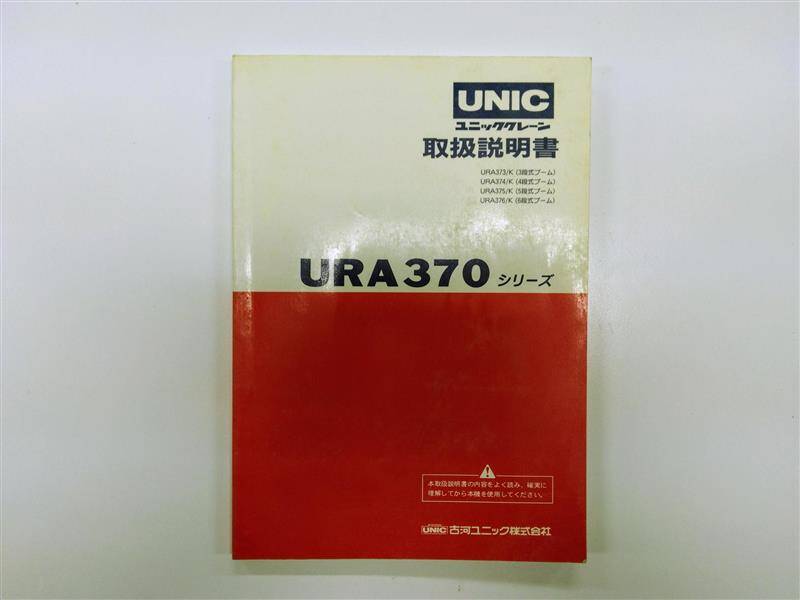 UNIC
ユニッククレーン
取扱説明書
URA373/K (3段式ブーム)
URA374/K (4段式ブーム)
URA375/K (5段式ブーム)
URA376/K (6段式ブーム)
URA370 シリーズ
本取扱説明書の内容をよく読み、確実に
理解してから本機を使用してください。
UNIC 古河ユニック株式会社